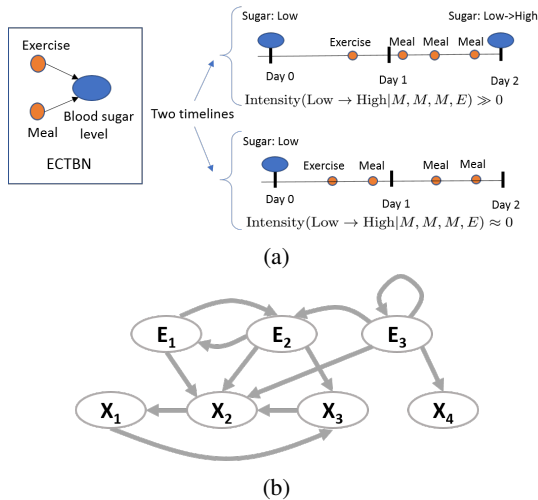 Exercise
Meal
Blood sugar
level
ECTBN
Two timelines
Sugar: Low
Sugar: Low->High
Exercise
Meal
Meal
Meal
Day 0
Day 1
Day 2
Intensity(Low → High|M, M, M, E) ≫ 0
Sugar: Low
Exercise
Meal
Meal
Meal
Day 0
Day 1
Day 2
Intensity(Low → High|M, M, M, E) ≈ 0
(a)
E1
E2
E3
X1
X2
X3
X4
(b)